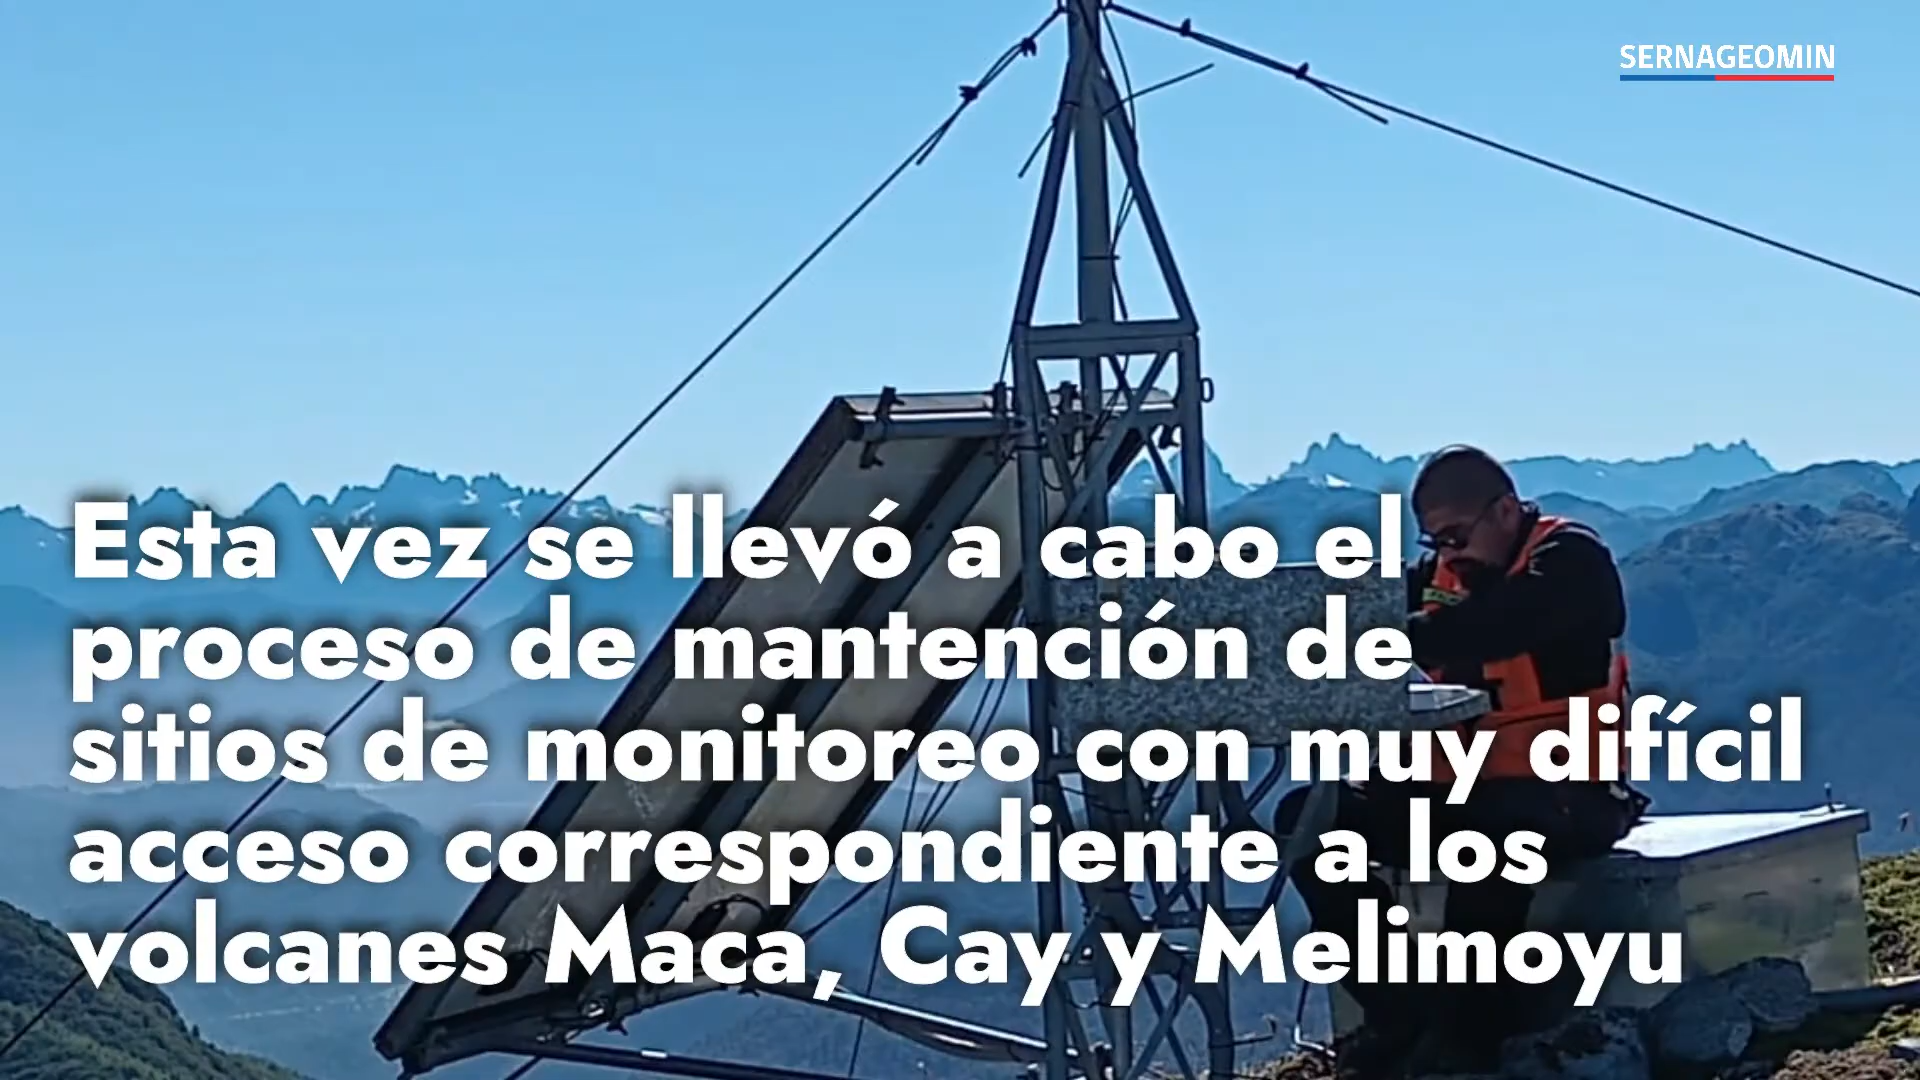 SERNAGEOMIN
Esta vez se llevó a cabo el
proceso de mantención de
sitios de monitoreo con muy difícil
acceso correspondiente a los
volcanes Maca, Cay y Melimoyu